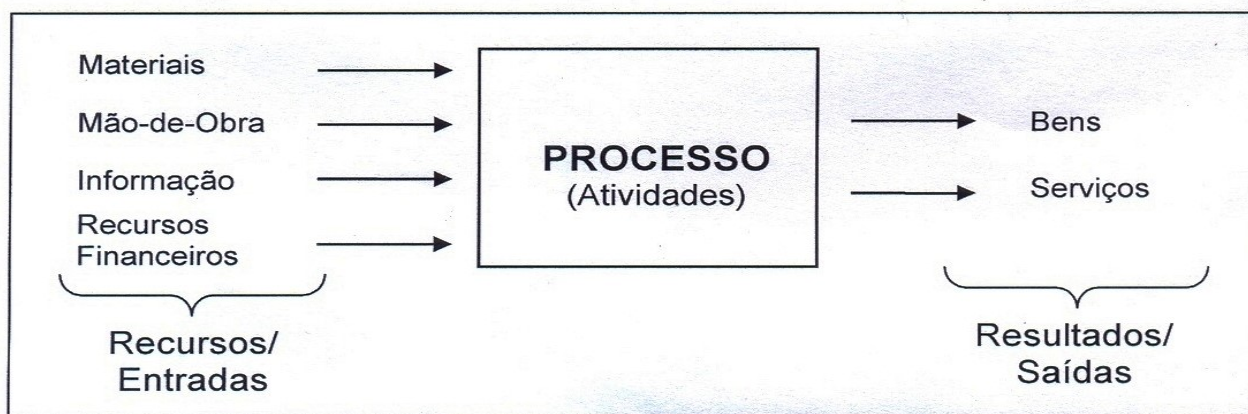 Materiais
Mão-de-Obra
Informação
Recursos
Financeiros
Recursos/
Entradas
PROCESSO
(Atividades)
Bens
Serviços
Resultados/
Saídas